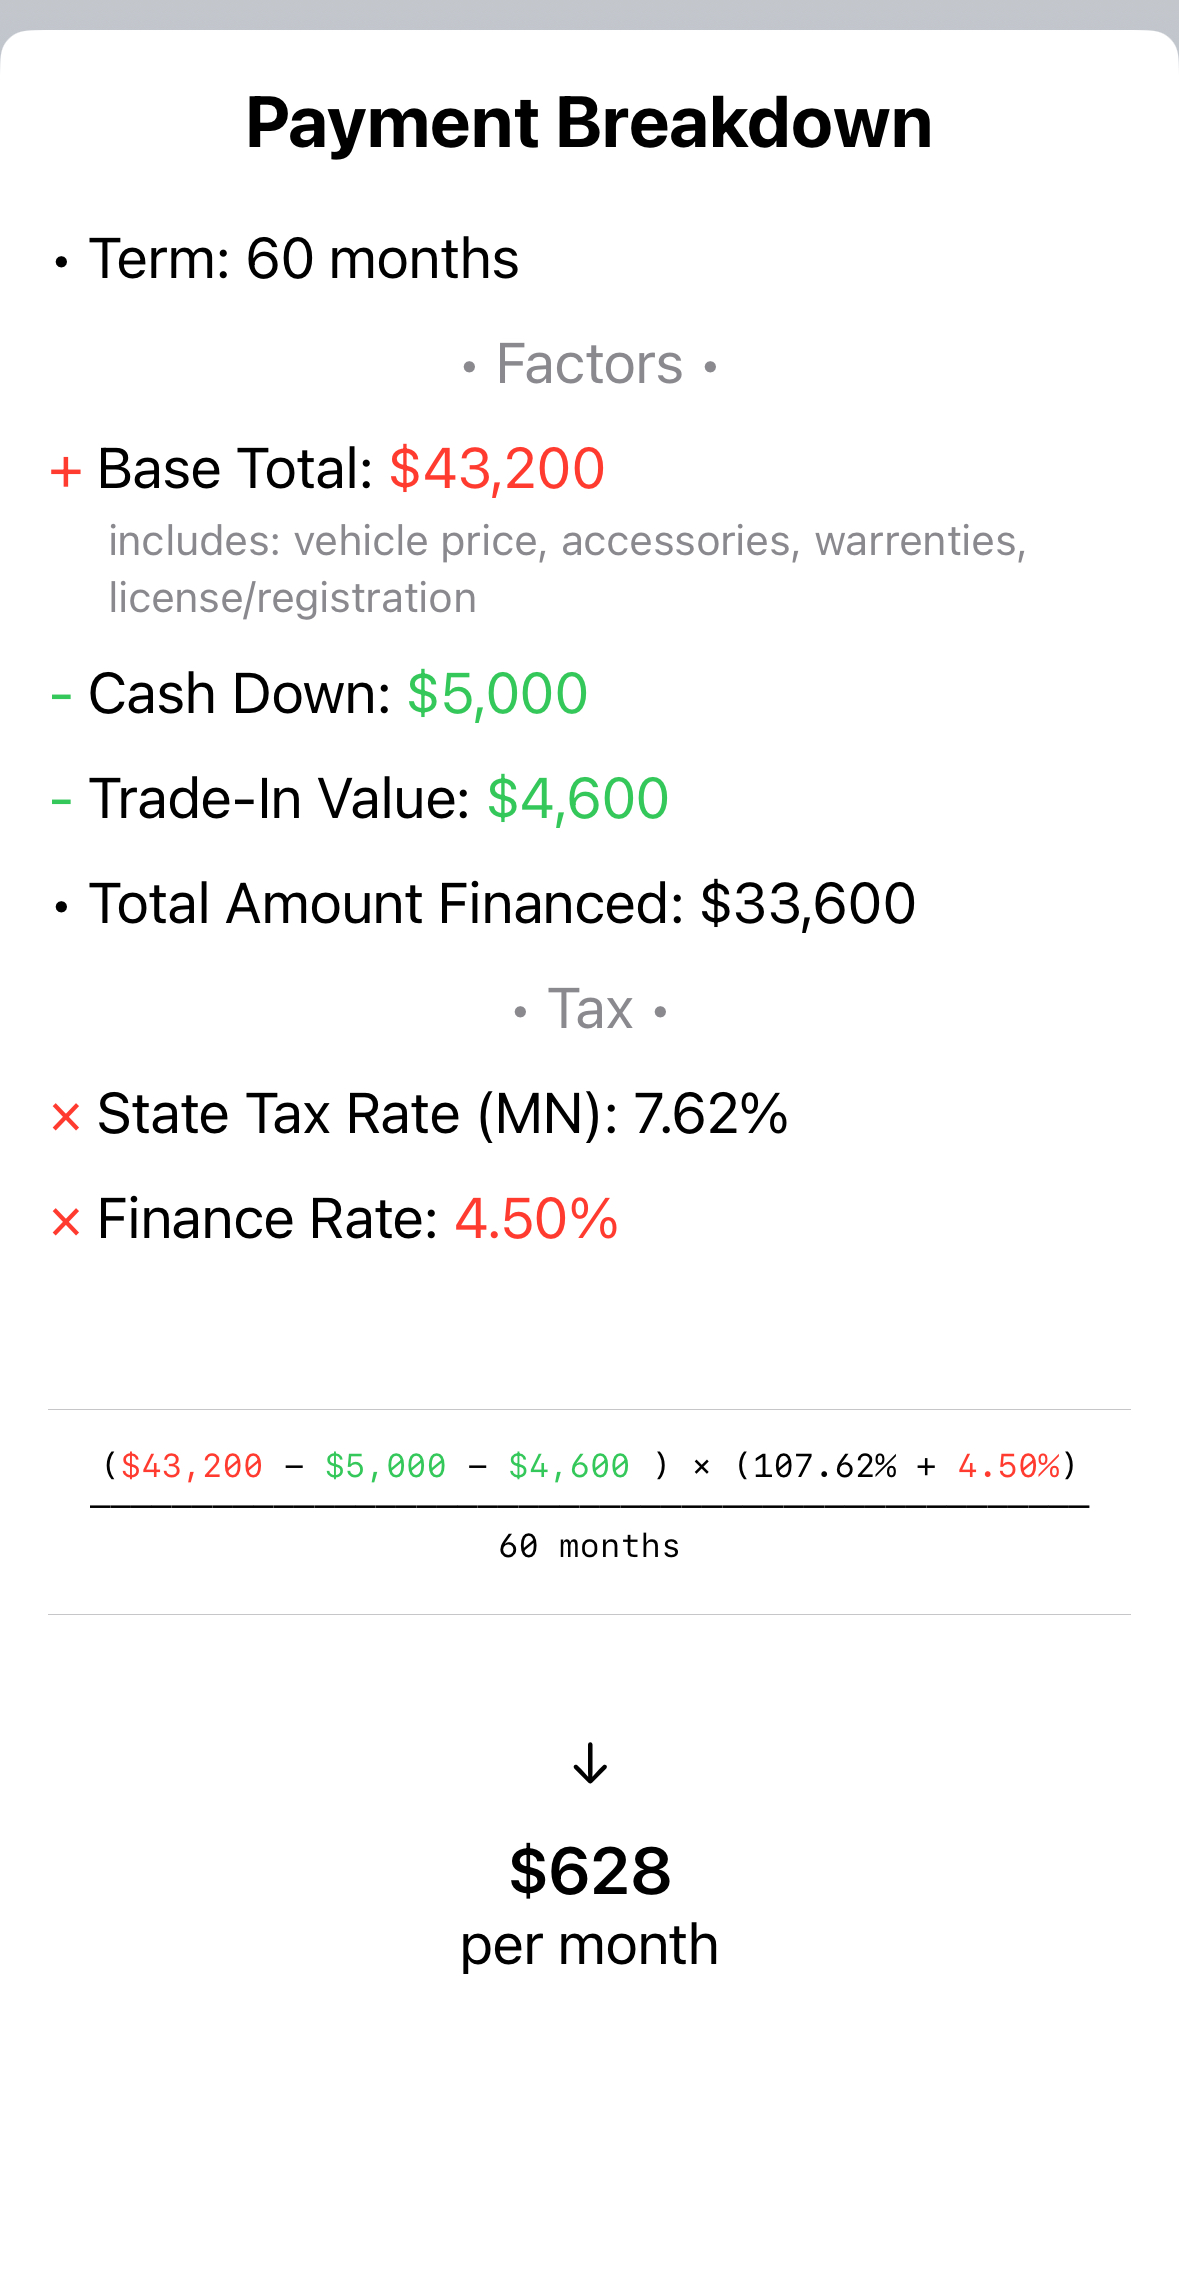 Payment Breakdown
• Term: 60 months
• Factors •
+ Base Total: $43,200
includes: vehicle price, accessories, warrenties,
license/registration
- Cash Down: $5,000
- Trade-In Value: $4,600
• Total Amount Financed: $33,600
• Tax •
× State Tax Rate (MN): 7.62%
× Finance Rate: 4.50%
($43,200 – $5,000 – $4,600 ) × (107.62% + 4.50%)
60 months
↓
$628
per month